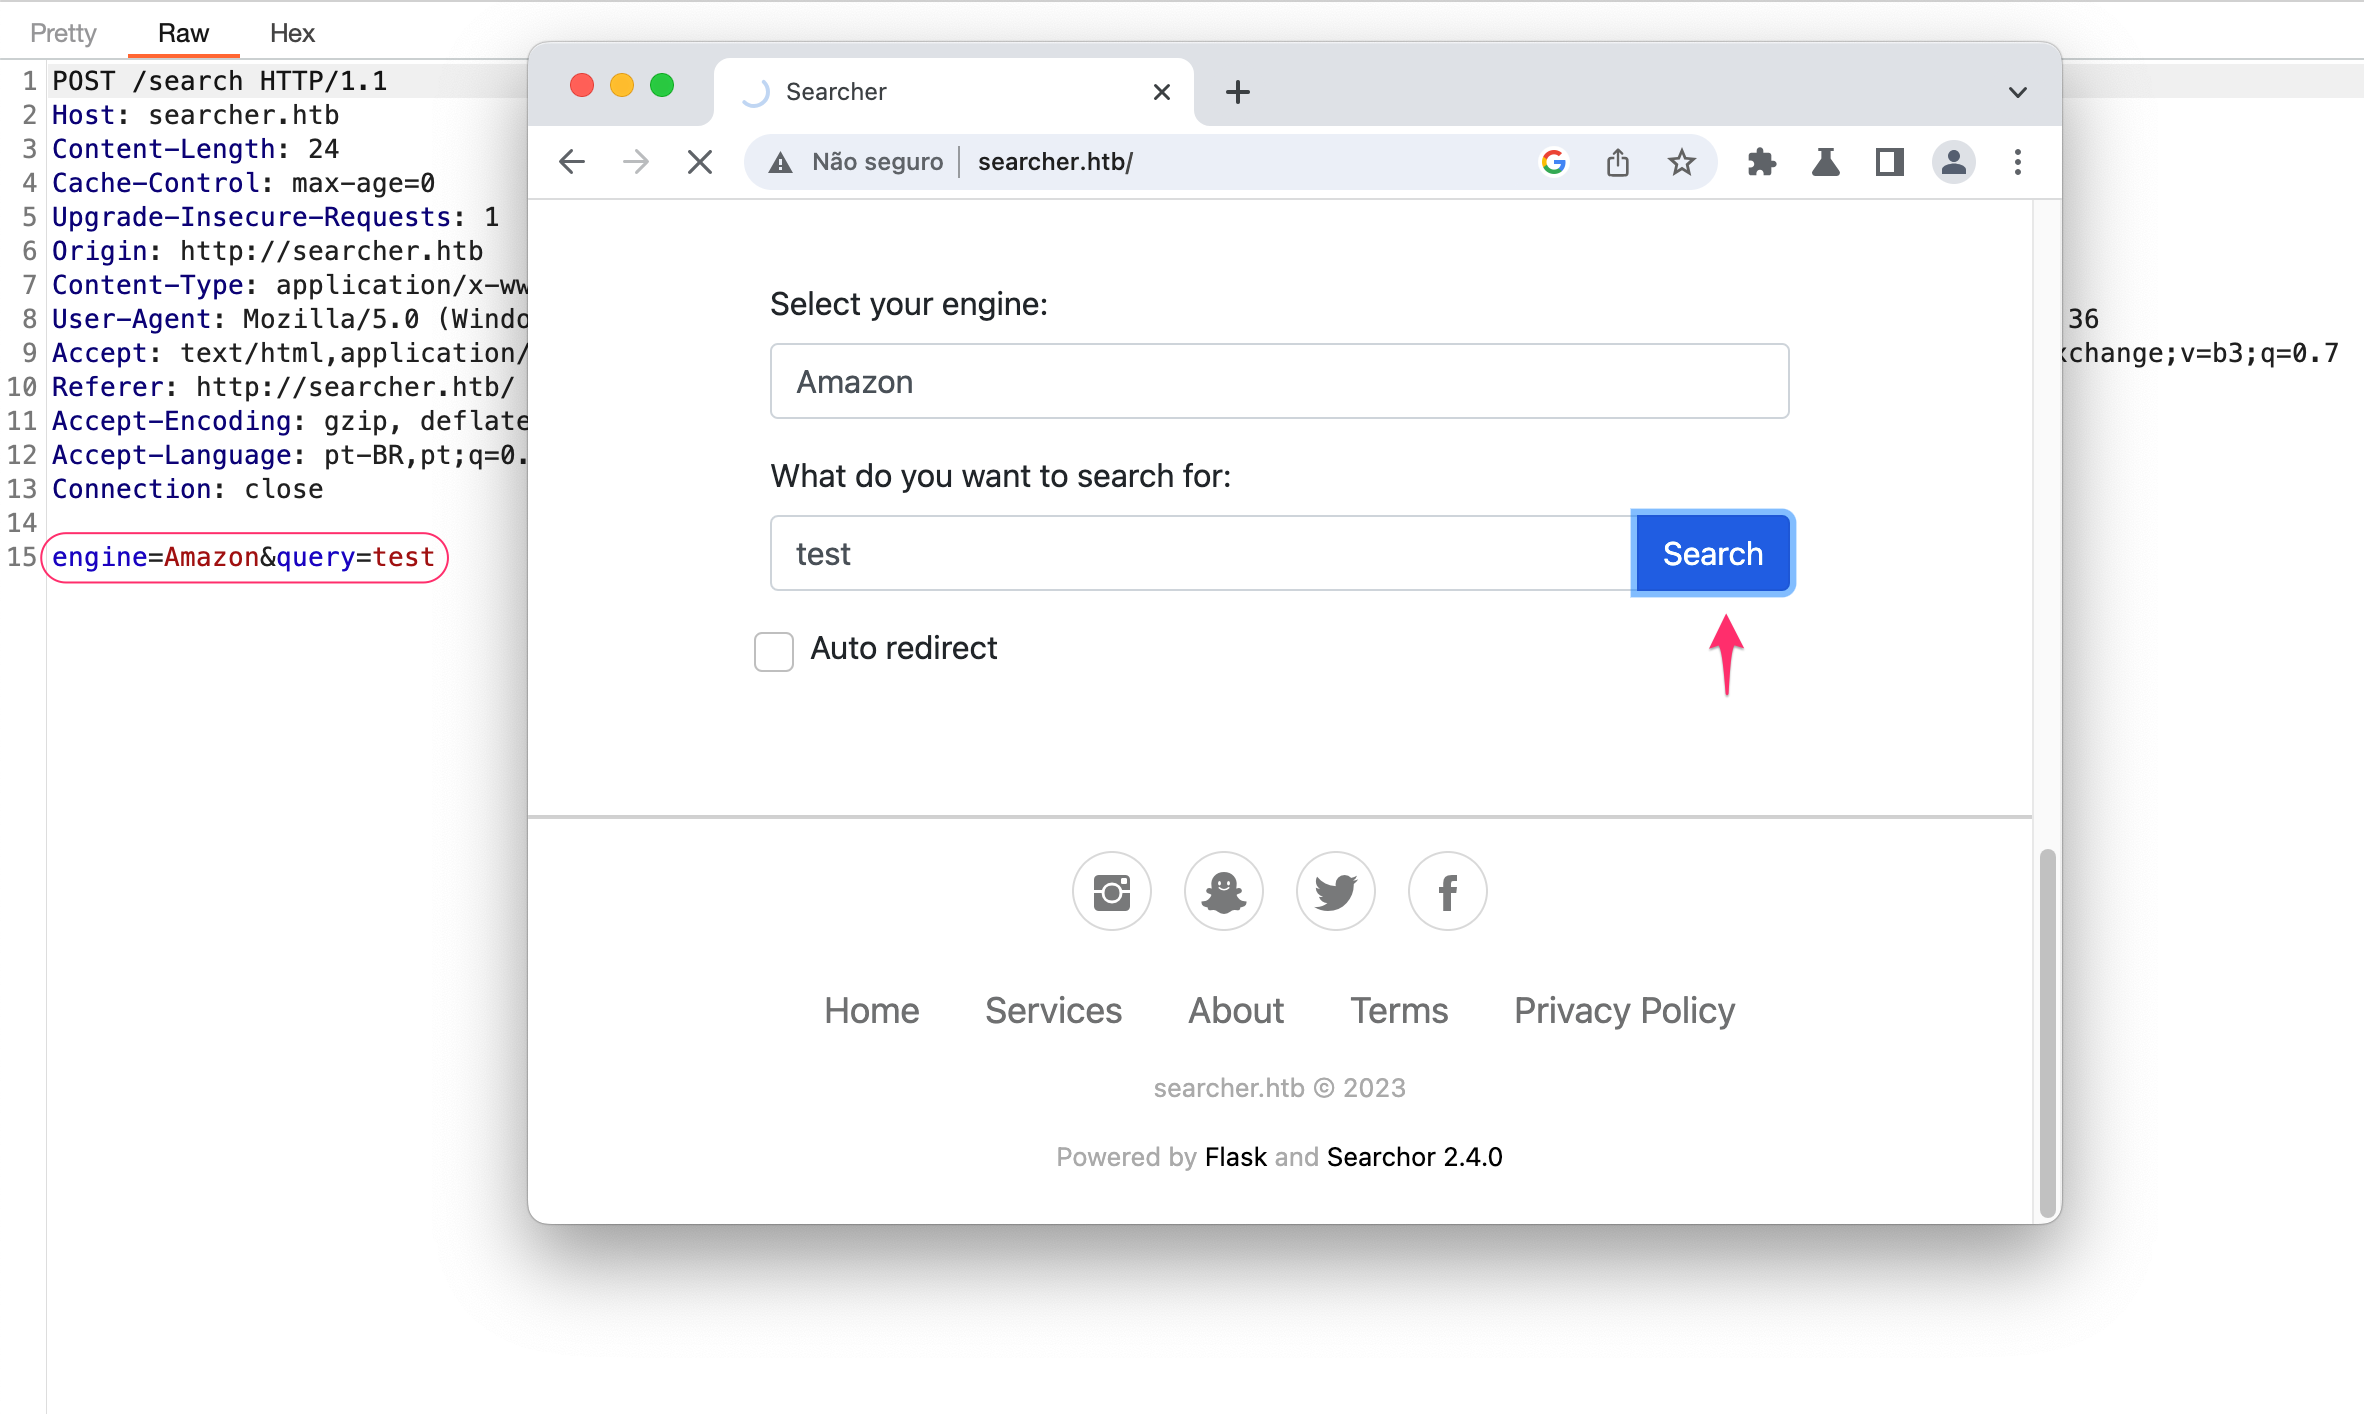 Pretty Raw Hex
1 POST /search HTTP/1.1
2 Host: searcher.htb
3 Content-Length: 24
4 Cache-Control: max-age=0
5 Upgrade-Insecure-Requests: 1
6 Origin: http://searcher.htb
7 Content-Type: application/x-ww
8 User-Agent: Mozilla/5.0 (Windo 36
9 Accept: text/html,application/ xchange;v=b3;q=0.7
10 Referer: http://searcher.htb/
11 Accept-Encoding: gzip, deflate
12 Accept-Language: pt-BR,pt;q=0.
13 Connection: close
14
15 engine=Amazon&query=test
Searcher
Não seguro searcher.htb/
Select your engine:
Amazon
What do you want to search for:
test Search
Auto redirect
Home Services About Terms Privacy Policy
searcher.htb © 2023
Powered by Flask and Searchor 2.4.0